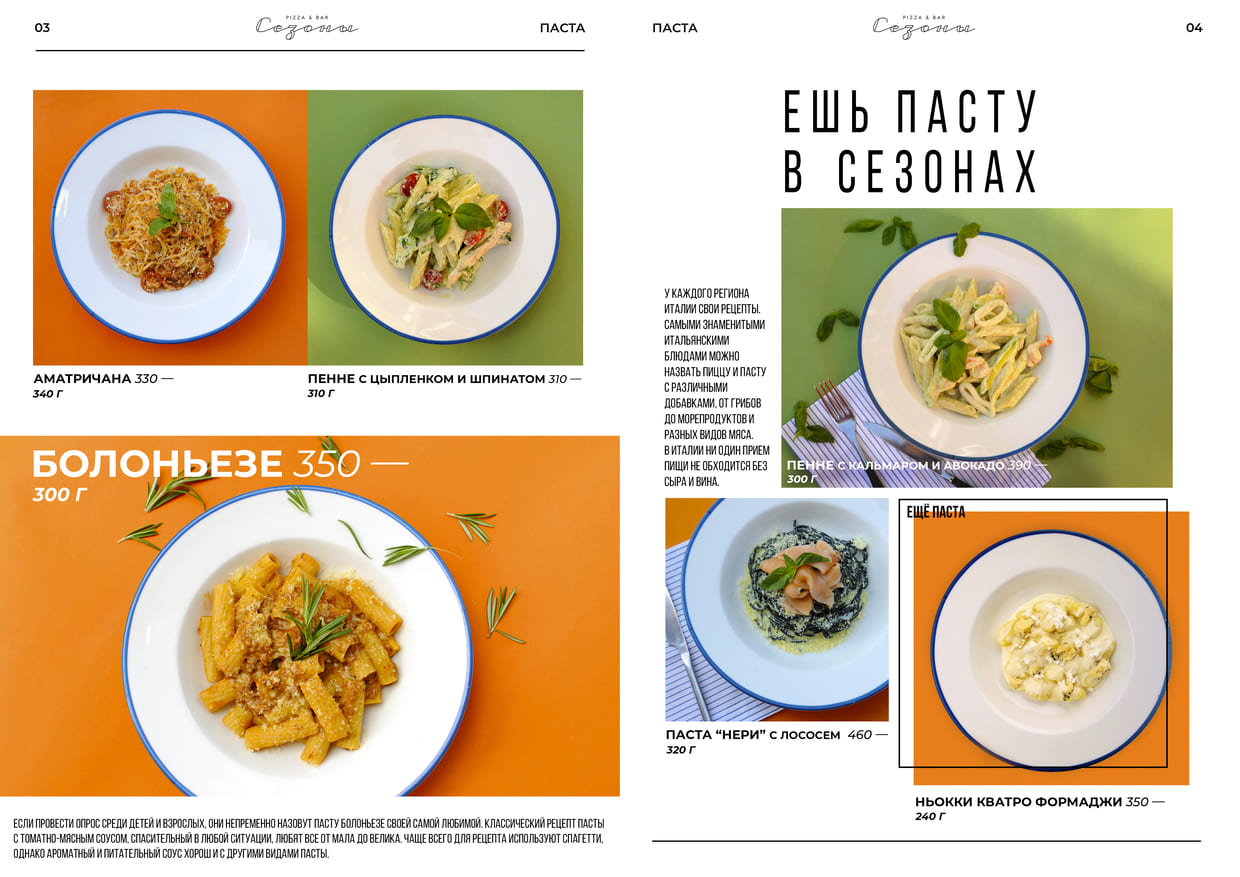 03
PIZZA & BAR
Сезоны
ПАСТА
АМАТРИЧАНА 330 —
340 Г
ПЕННЕ С ЦЫПЛЕНКОМ И ШПИНАТОМ 310 —
310 Г
БОЛОНЬЕЗЕ 350 —
300 Г
ЕСЛИ ПРОВЕСТИ ОПРОС СРЕДИ ДЕТЕЙ И ВЗРОСЛЫХ, ОНИ НЕПРЕМЕННО НАЗОВУТ ПАСТУ БОЛОНЬЕЗЕ СВОЕЙ САМОЙ ЛЮБИМОЙ. КЛАССИЧЕСКИЙ РЕЦЕПТ ПАСТЫ
С ТОМАТНО-МЯСНЫМ СОУСОМ, СПАСИТЕЛЬНЫЙ В ЛЮБОЙ СИТУАЦИИ, ЛЮБЯТ ВСЕ ОТ МАЛА ДО ВЕЛИКА. ЧАЩЕ ВСЕГО ДЛЯ РЕЦЕПТА ИСПОЛЬЗУЮТ СПАГЕТТИ,
ОДНАКО АРОМАТНЫЙ И ПИТАТЕЛЬНЫЙ СОУС ХОРОШ И С ДРУГИМИ ВИДАМИ ПАСТЫ.
ПАСТА
PIZZA & BAR
Сезоны
04
ЕШЬ ПАСТУ
В СЕЗОНАХ
У КАЖДОГО РЕГИОНА
ИТАЛИИ СВОИ РЕЦЕПТЫ.
САМЫМИ ЗНАМЕНИТЫМИ
ИТАЛЬЯНСКИМИ
БЛЮДАМИ МОЖНО
НАЗВАТЬ ПИЦЦУ И ПАСТУ
С РАЗЛИЧНЫМИ
ДОБАВКАМИ, ОТ ГРИБОВ
ДО МОРЕПРОДУКТОВ И
РАЗНЫХ ВИДОВ МЯСА.
В ИТАЛИИ НИ ОДИН ПРИЕМ
ПИЩИ НЕ ОБХОДИТСЯ БЕЗ
СЫРА И ВИНА.
ПЕННЕ С КАЛЬМАРОМ И АВОКАДО 390 —
300 Г
ПАСТА “НЕРИ” С ЛОСОСЕМ 460 —
320 Г
ЕЩЁ ПАСТА
НЬОККИ КВАТРО ФОРМАДЖИ 350 —
240 Г